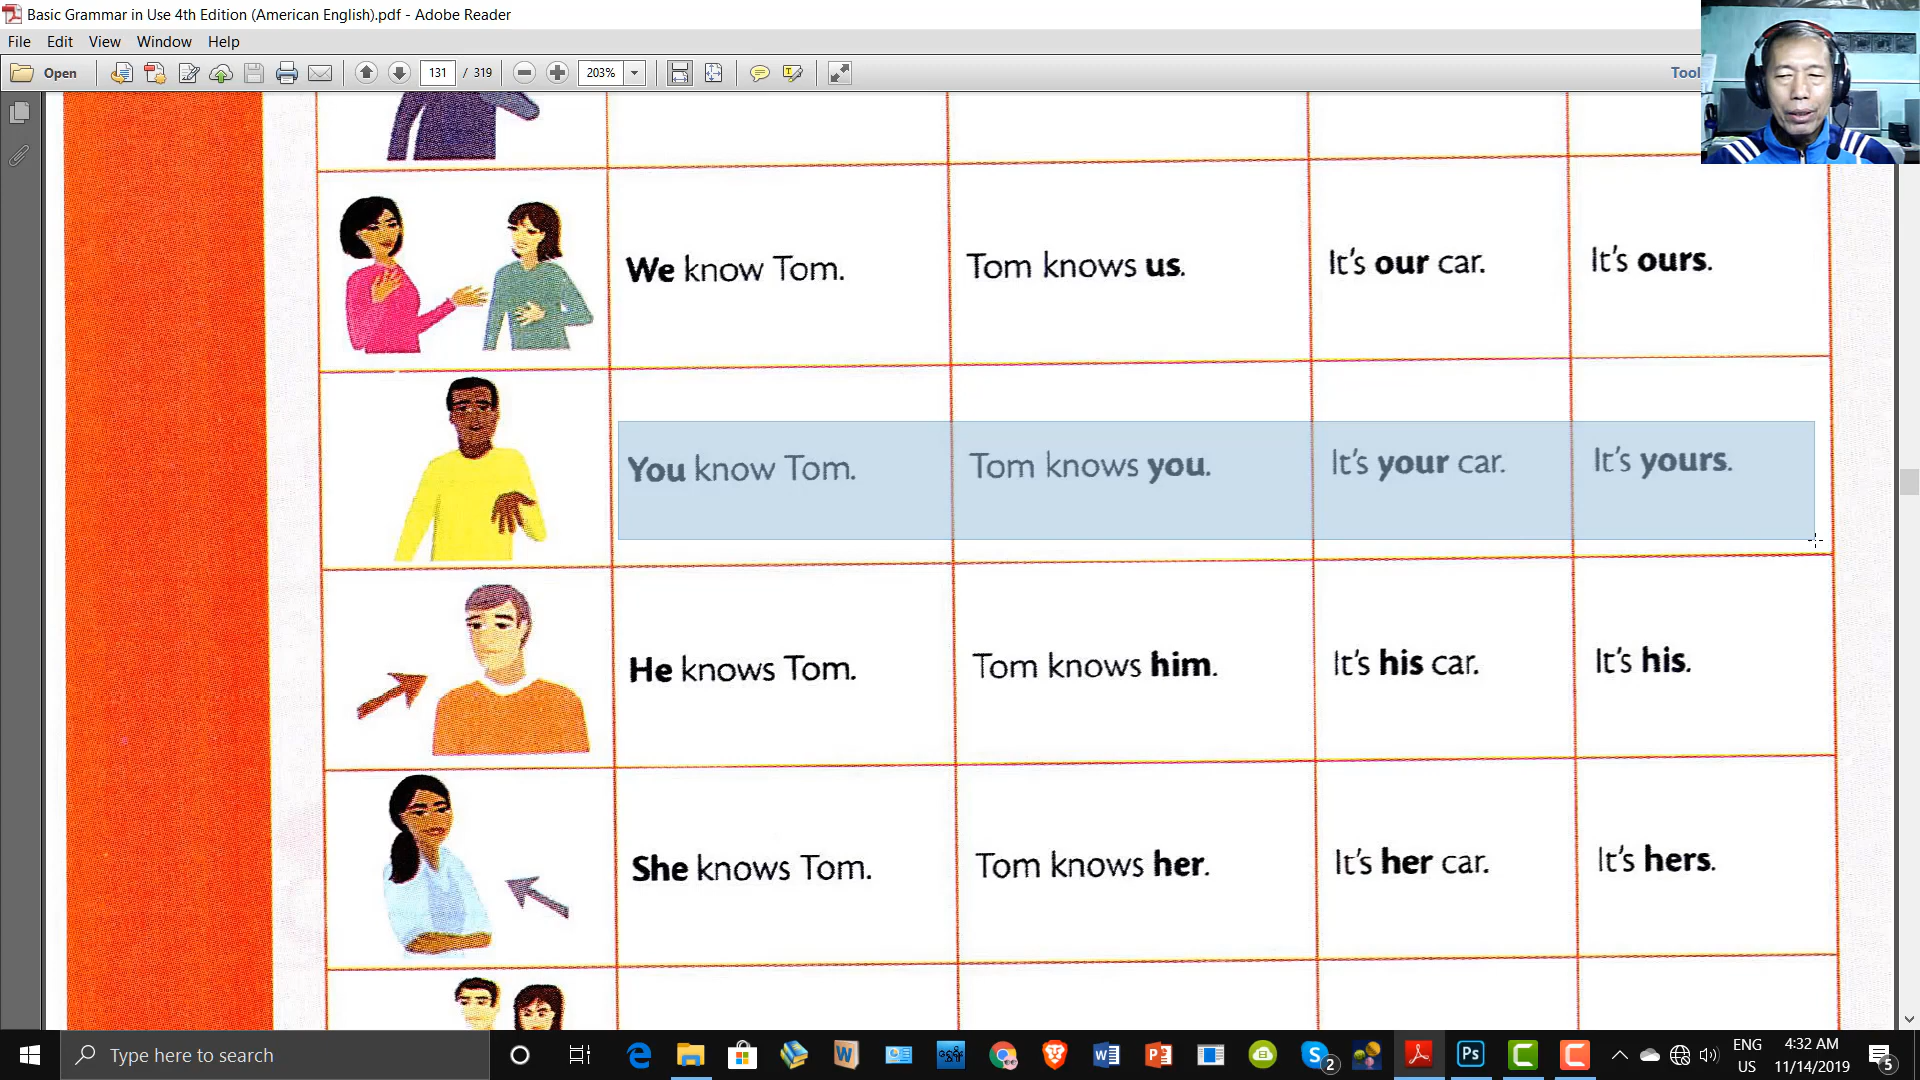 Basic Grammar in Use 4th Edition (American English).pdf - Adobe Reader
File Edit View Window Help
Open 131 / 319 203% Tool
We know Tom. Tom knows us. It's our car. It's ours.
You know Tom. Tom knows you. It's your car. It's yours.
He knows Tom. Tom knows him. It's his car. It's his.
She knows Tom. Tom knows her. It's her car. It's hers.
Type here to search
ENG 4:32 AM
US 11/14/2019
2
5